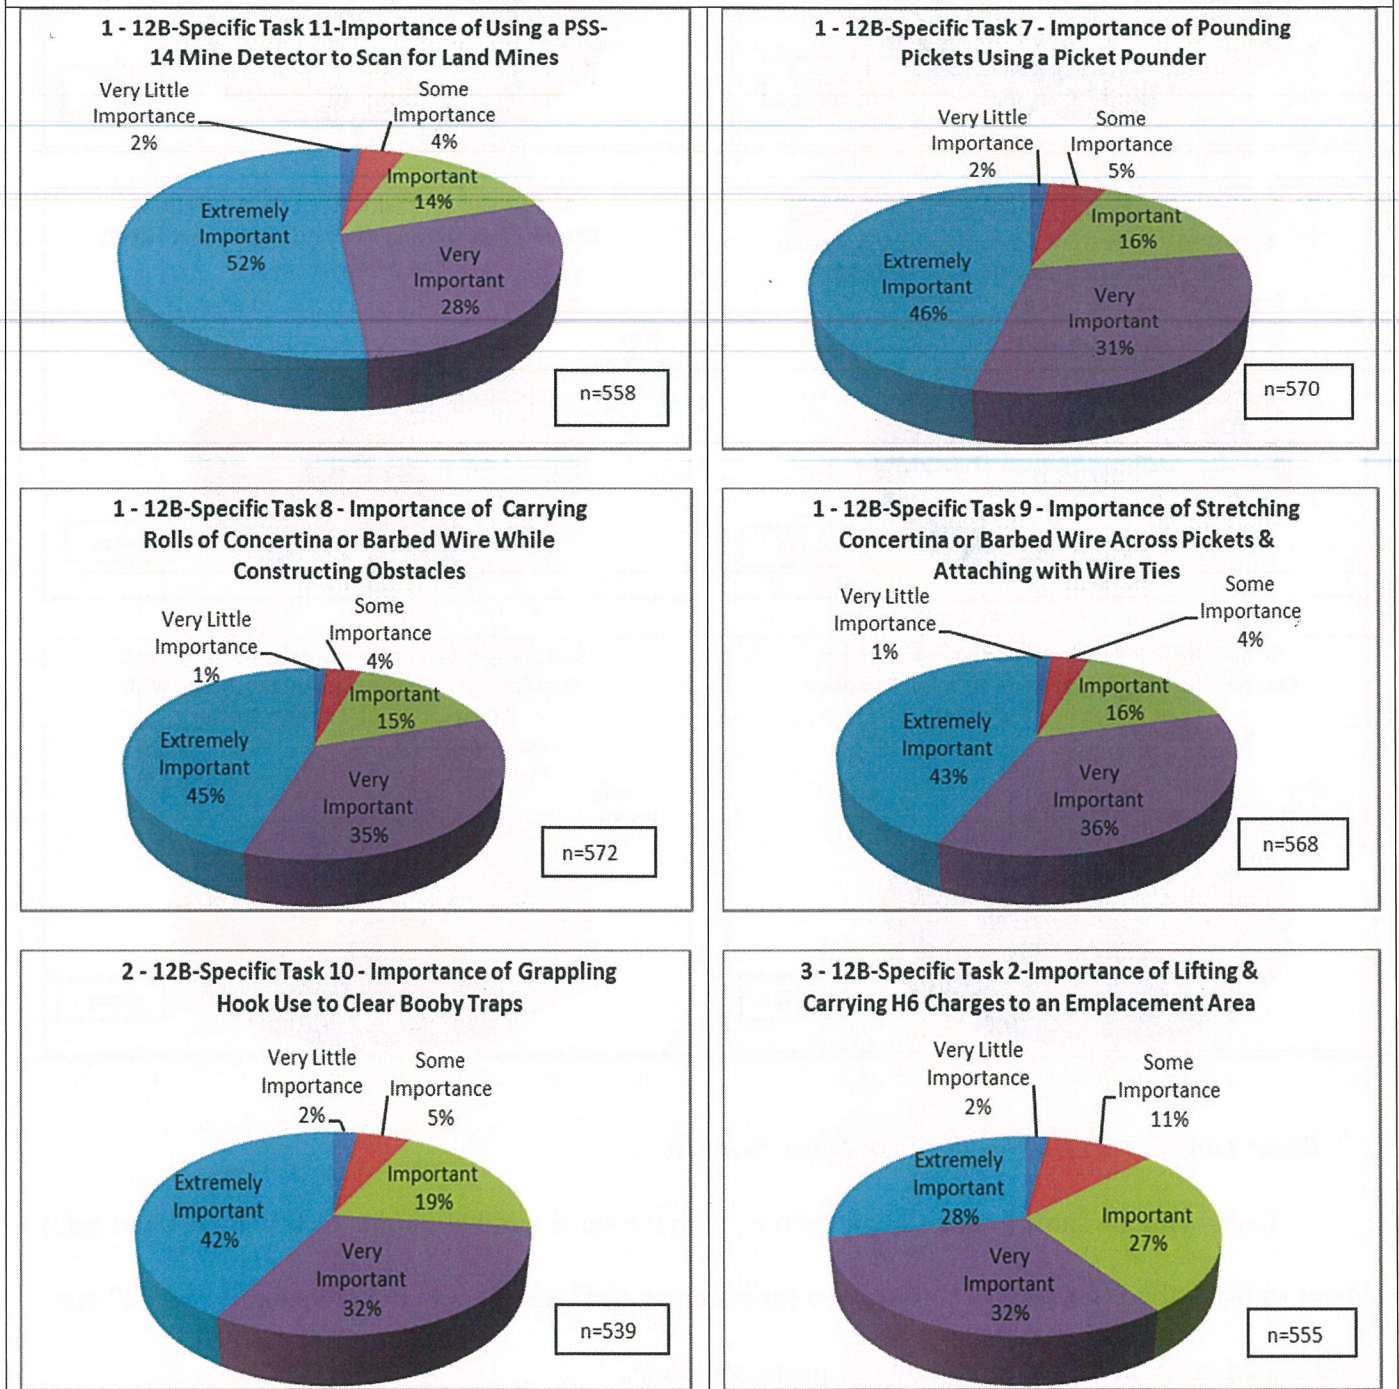 1 - 12B-Specific Task 11-Importance of Using a PSS-
14 Mine Detector to Scan for Land Mines
Very Little
Importance
2%
Some
Importance
4%
Important
14%
Very
Important
28%
Extremely
Important
52%
n=558
1 - 12B-Specific Task 7 - Importance of Pounding
Pickets Using a Picket Pounder
Very Little
Importance
2%
Some
Importance
5%
Important
16%
Very
Important
31%
Extremely
Important
46%
n=570
1 - 12B-Specific Task 8 - Importance of Carrying
Rolls of Concertina or Barbed Wire While
Constructing Obstacles
Very Little
Importance
1%
Some
Importance
4%
Important
15%
Very
Important
35%
Extremely
Important
45%
n=572
1 - 12B-Specific Task 9 - Importance of Stretching
Concertina or Barbed Wire Across Pickets &
Attaching with Wire Ties
Very Little
Importance
1%
Some
Importance
4%
Important
16%
Very
Important
36%
Extremely
Important
43%
n=568
2 - 12B-Specific Task 10 - Importance of Grappling
Hook Use to Clear Booby Traps
Very Little
Importance
2%
Some
Importance
5%
Important
19%
Very
Important
32%
Extremely
Important
42%
n=539
3 - 12B-Specific Task 2-Importance of Lifting &
Carrying H6 Charges to an Emplacement Area
Very Little
Importance
2%
Some
Importance
11%
Important
27%
Very
Important
32%
Extremely
Important
28%
n=555